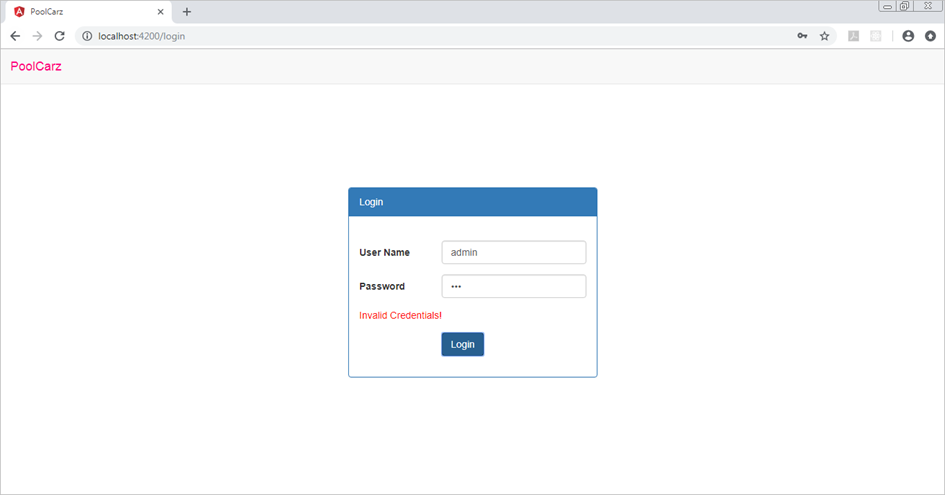 PoolCarz
localhost:4200/login
PoolCarz
Login
User Name admin
Password •••
Invalid Credentials!
Login